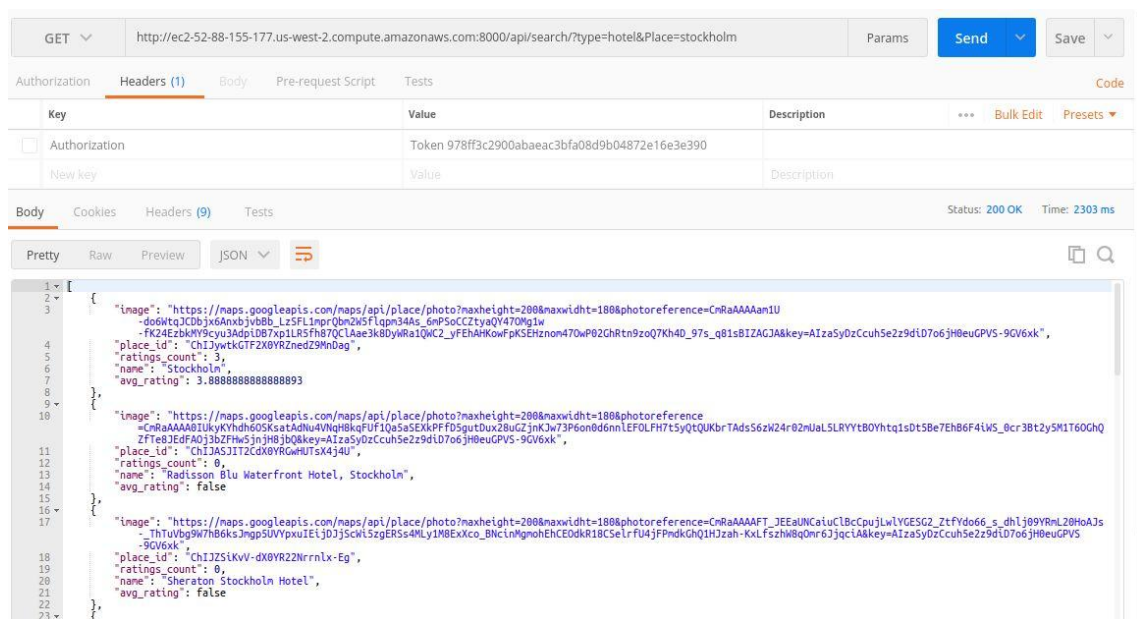 GET http://ec2-52-88-155-177.us-west-2.compute.amazonaws.com:8000/api/search/?type=hotel&Place=stockholm Params Send Save
Authorization Headers (1) Body Pre-request Script Tests Code
Key Value Description ••• Bulk Edit Presets
Authorization Token 978ff3c2900abaeac3bfa08d9b04872e16e3e390
New key Value Description
Body Cookies Headers (9) Tests Status: 200 OK Time: 2303 ms
Pretty Raw Preview JSON
1 [
2 {
3 "image": "https://maps.googleapis.com/maps/api/place/photo?maxheight=200&maxwidht=180&photoreference=CmRaAAAAam1U
-do6WtqJCDbjx6AnxbjvbBb_LzSFL1mprQbm2W5flqpm34As_6mPSoCCZtyaQY47OMg1w
4 "place_id": "ChIJywtkGTF2X0YRZnedZ9MnDag",
5 "ratings_count": 3,
6 "name": "Stockholm",
7 "avg_rating": 3.8888888888888893
8 },
9 {
10 "image": "https://maps.googleapis.com/maps/api/place/photo?maxheight=200&maxwidht=180&photoreference
11 "place_id": "ChIJASJIT2CdX0YRGwHUTsX4j4U",
12 "ratings_count": 0,
13 "name": "Radisson Blu Waterfront Hotel, Stockholm",
14 "avg_rating": false
15 },
16 {
17 "image": "https://maps.googleapis.com/maps/api/place/photo?maxheight=200&maxwidht=180&photoreference=CmRaAAAAFT_JEEaUNCaiuClBcCpujLwlYGESG2_ZtfYdo66_s_dhlj09YRmL20HoAJs
18 "place_id": "ChIJZSiKvV-dX0YR22Nrrnlx-Eg",
19 "ratings_count": 0,
20 "name": "Sheraton Stockholm Hotel",
21 "avg_rating": false
22 },
23 {